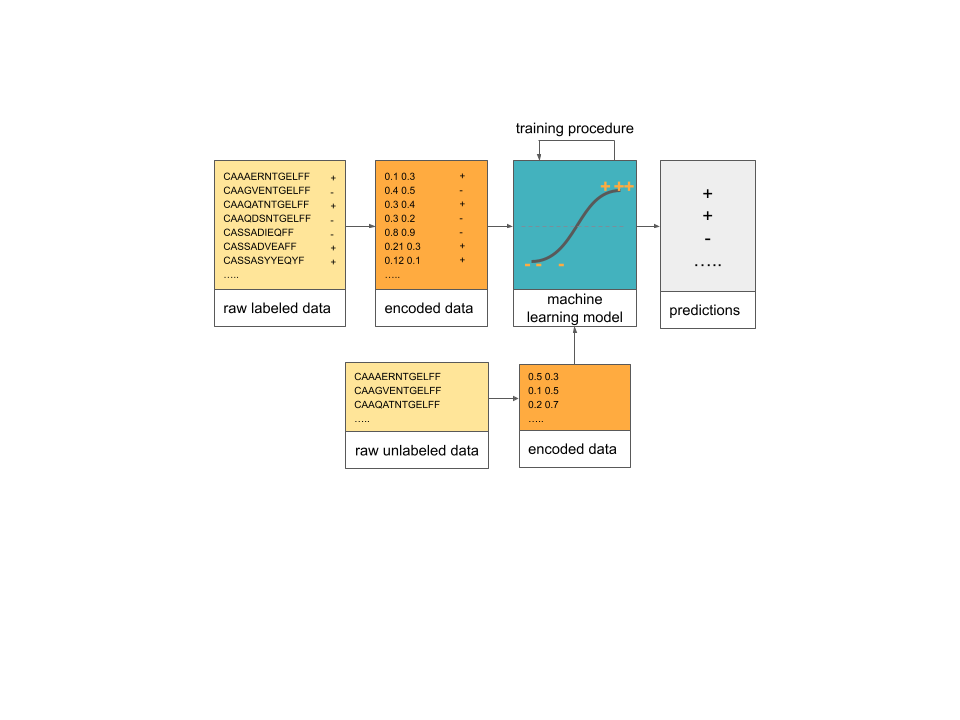 training procedure
CAAAERNTGELFF +
CAAGVENTGELFF -
CAAQATNTGELFF +
CAAQDSNTGELFF -
CASSADIEQFF -
CASSADVEAFF +
CASSASYYEQYF +
.....
raw labeled data
0.1 0.3 +
0.4 0.5 -
0.3 0.4 +
0.3 0.2 -
0.8 0.9 -
0.21 0.3 +
0.12 0.1 +
.....
encoded data
+ + +
- - -
machine
learning model
+
+
-
.....
predictions
CAAAERNTGELFF
CAAGVENTGELFF
CAAQATNTGELFF
.....
raw unlabeled data
0.5 0.3
0.1 0.5
0.2 0.7
.....
encoded data